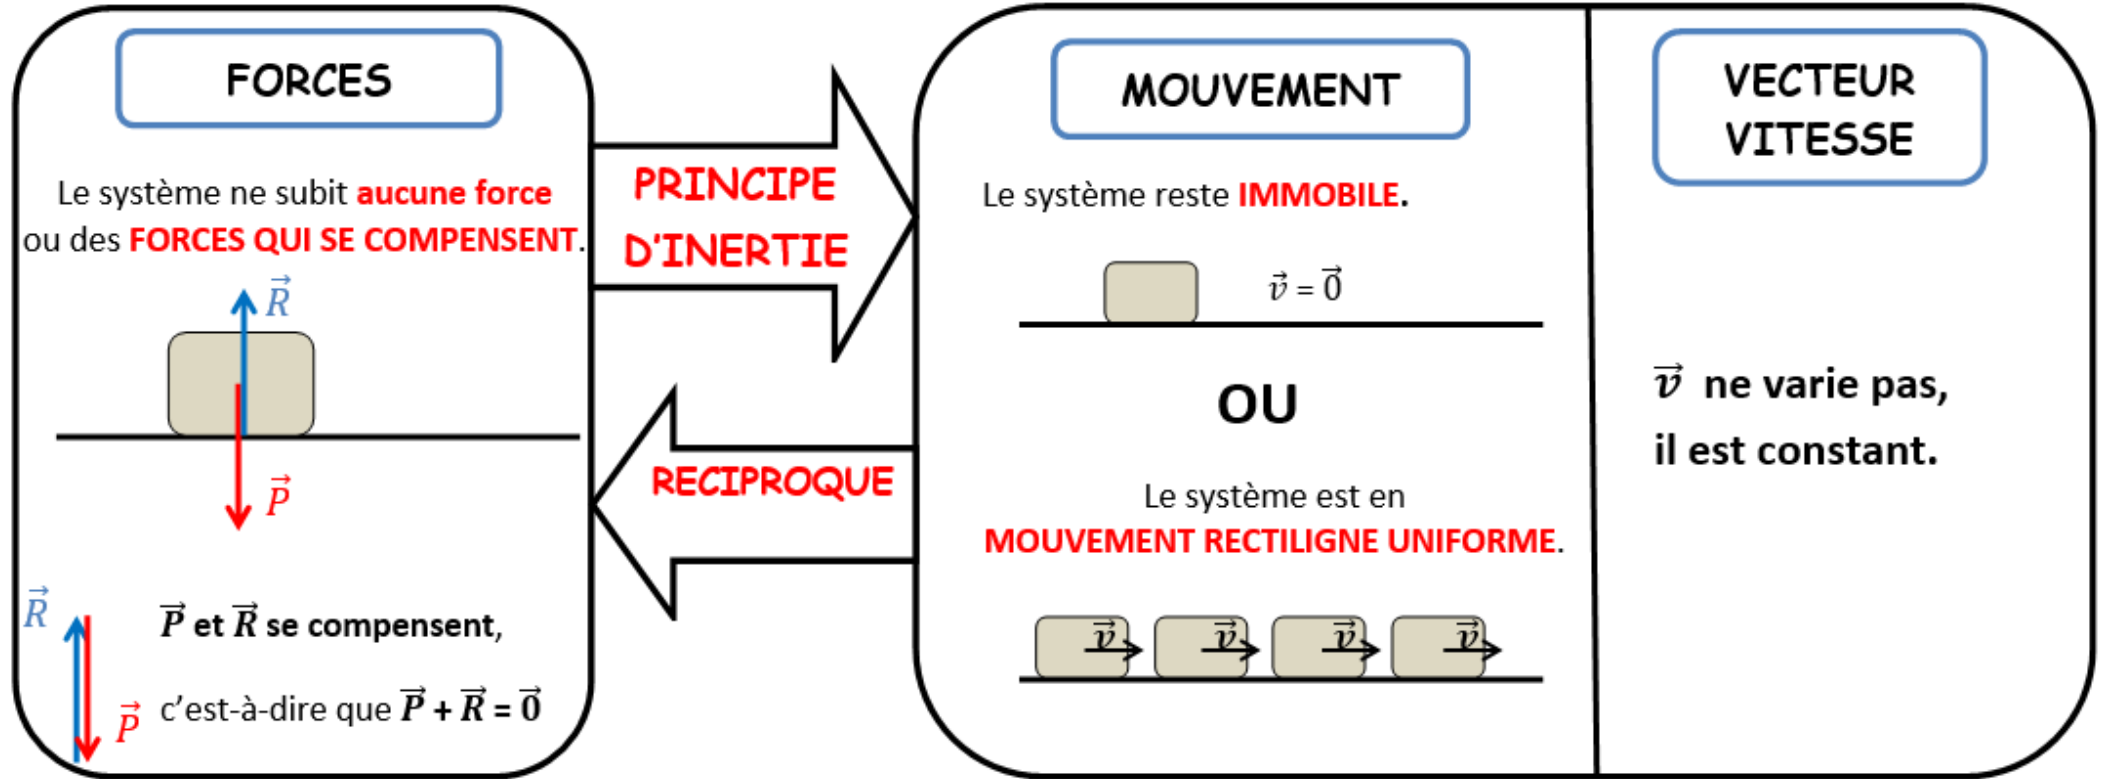 FORCES
Le système ne subit aucune force
ou des FORCES QUI SE COMPENSENT.
R⃗
P⃗
R⃗
P⃗
P⃗ et R⃗ se compensent,
c'est-à-dire que P⃗ + R⃗ = 0⃗
PRINCIPE
D'INERTIE
RECIPROQUE
MOUVEMENT
Le système reste IMMOBILE.
v⃗ = 0⃗
OU
Le système est en
MOUVEMENT RECTILIGNE UNIFORME.
v⃗ v⃗ v⃗ v⃗
VECTEUR
VITESSE
v⃗ ne varie pas,
il est constant.